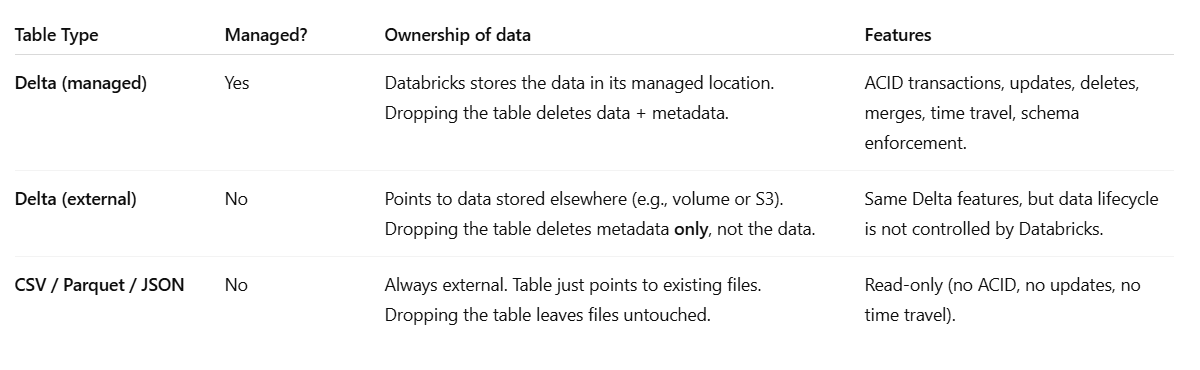 Table Type Managed? Ownership of data Features
Delta (managed) Yes Databricks stores the data in its managed location. ACID transactions, updates, deletes,
Dropping the table deletes data + metadata. merges, time travel, schema
enforcement.
Delta (external) No Points to data stored elsewhere (e.g., volume or S3). Same Delta features, but data lifecycle
Dropping the table deletes metadata only, not the data. is not controlled by Databricks.
CSV / Parquet / JSON No Always external. Table just points to existing files. Read-only (no ACID, no updates, no
Dropping the table leaves files untouched. time travel).